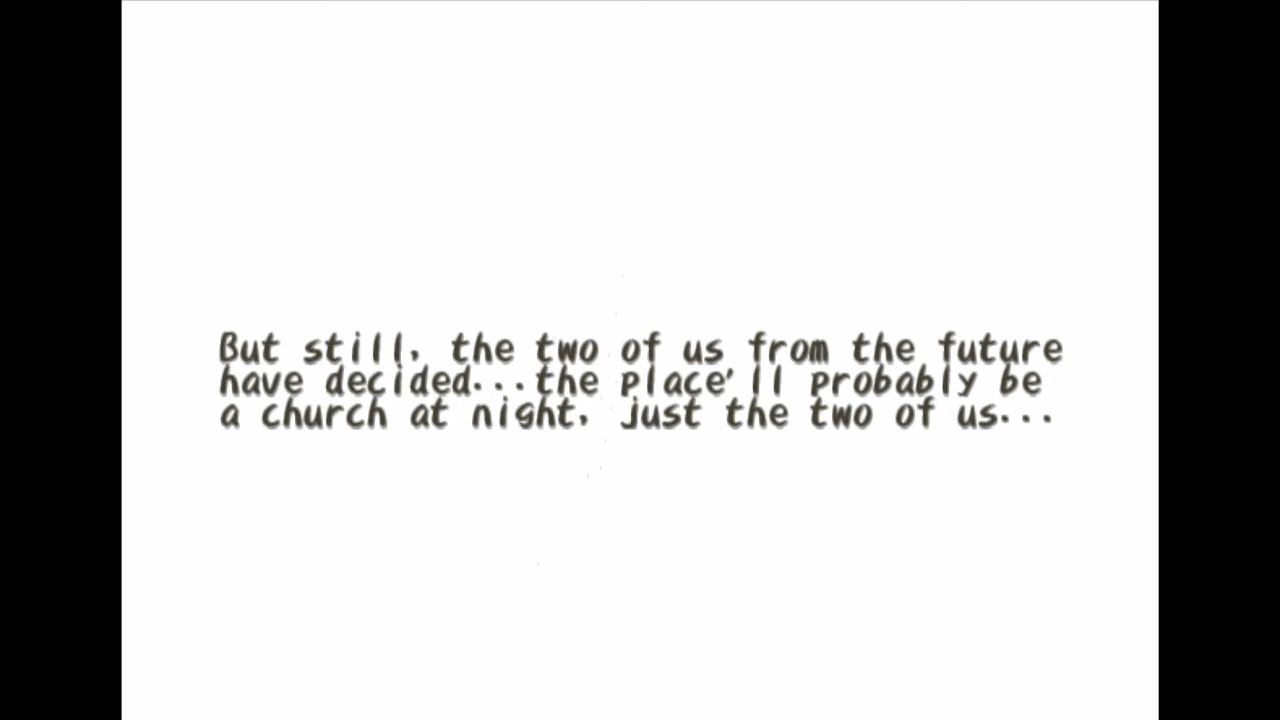 But still, the two of us from the future
have decided...the place'll probably be
a church at night, just the two of us...